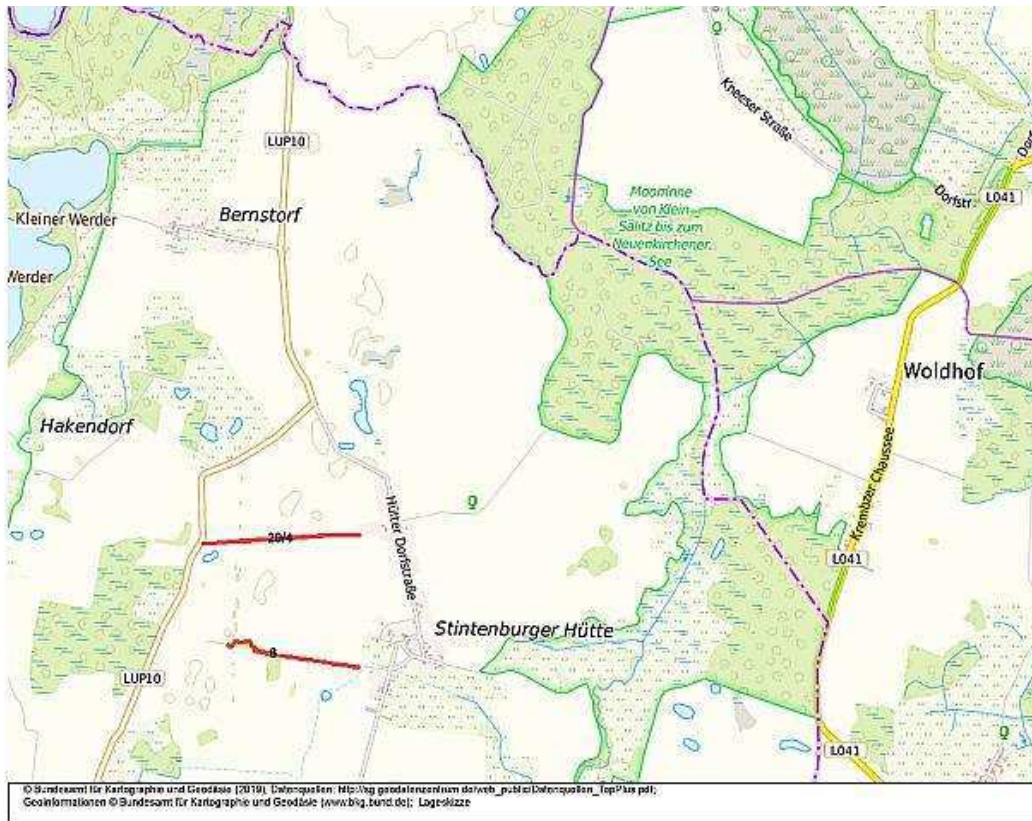 LUP10
Kneeser Straße
L041
Dorfstr.
Moorinne
von Klein
Salitz bis zum
Neuenkirchener
See
Kleiner Werder
Bernstorf
Werder
Woldhof
Hakendorf
Hütter Dorfstraße
Krembzer Chaussee
20/4
L041
Stintenburger Hütte
8
LUP10
L041
© Bundesamt für Kartographie und Geodäsie (2019), Datenquellen: http://sg.geodatenzentrum.de/web_public/Datenquellen_TopPlus.pdf;
Geoinformationen © Bundesamt für Kartographie und Geodäsie (www.bkg.bund.de); Lageskizze